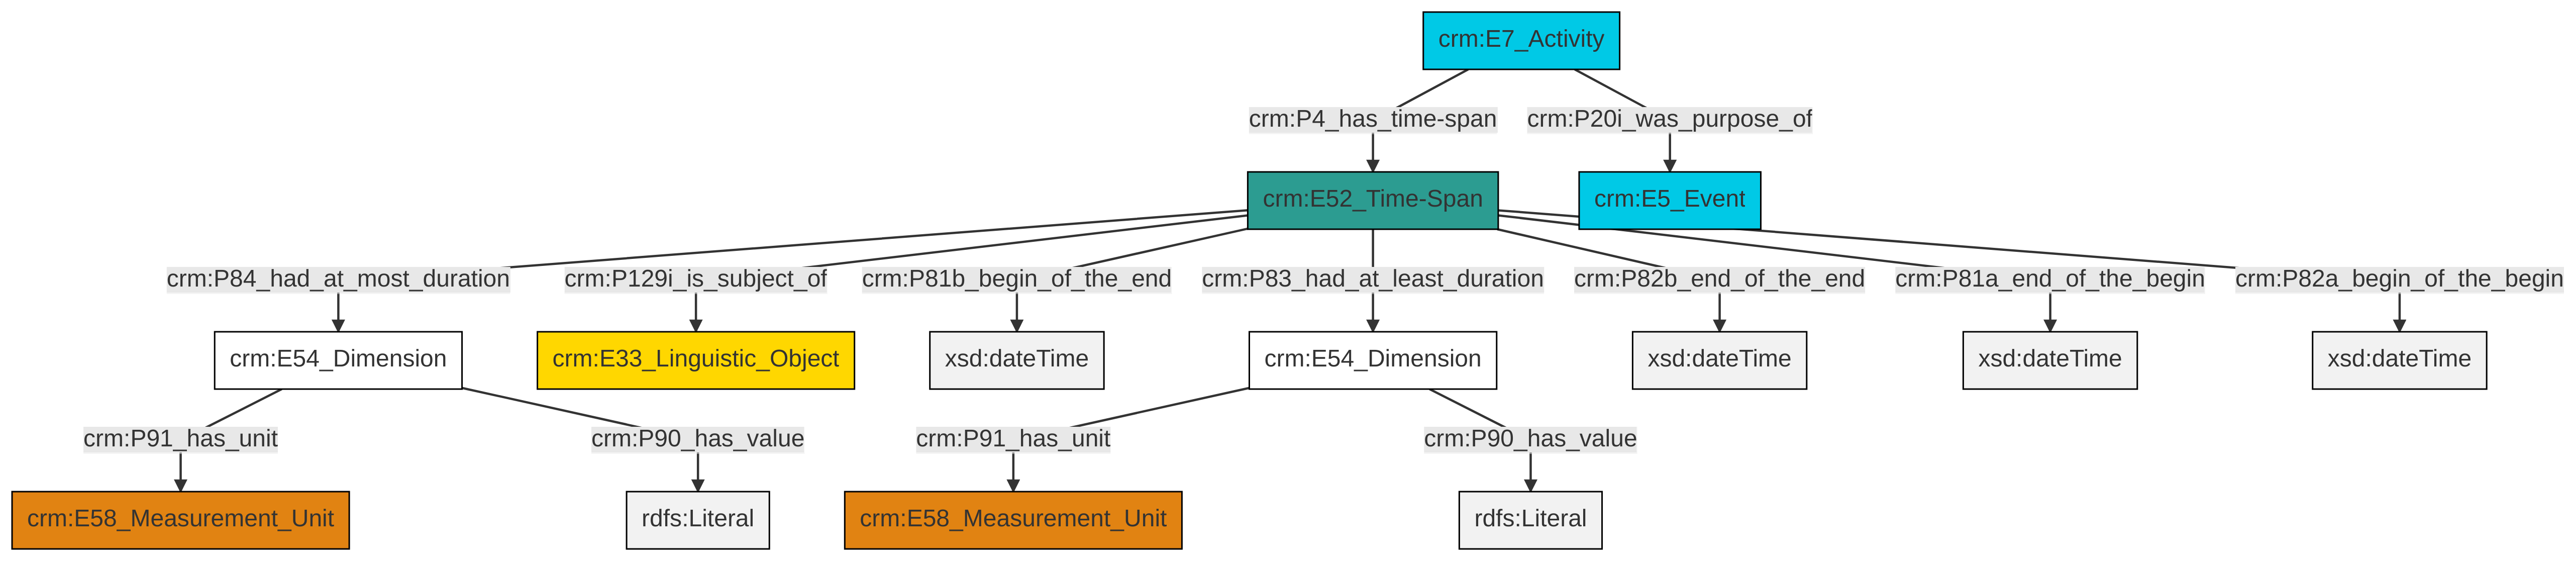 crm:E7_Activity
crm:P4_has_time-span
crm:P20i_was_purpose_of
crm:E52_Time-Span
crm:E5_Event
crm:P84_had_at_most_duration
crm:P129i_is_subject_of
crm:P81b_begin_of_the_end
crm:P83_had_at_least_duration
crm:P82b_end_of_the_end
crm:P81a_end_of_the_begin
crm:P82a_begin_of_the_begin
crm:E54_Dimension
crm:E33_Linguistic_Object
xsd:dateTime
crm:E54_Dimension
xsd:dateTime
xsd:dateTime
xsd:dateTime
crm:P91_has_unit
crm:P90_has_value
crm:P91_has_unit
crm:P90_has_value
crm:E58_Measurement_Unit
rdfs:Literal
crm:E58_Measurement_Unit
rdfs:Literal